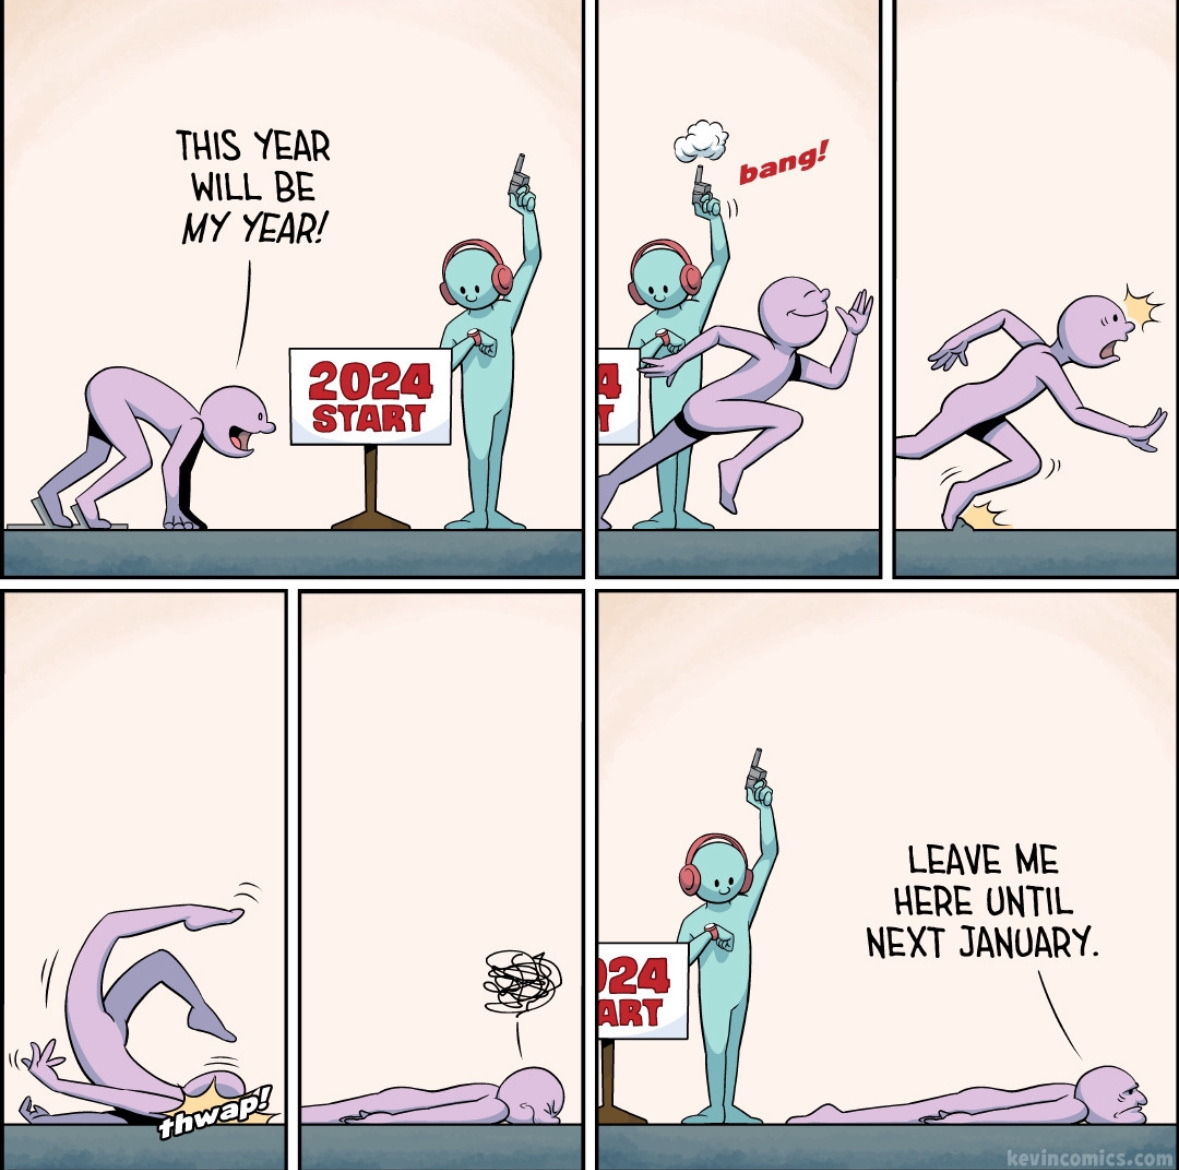 THIS YEAR
WILL BE
MY YEAR!
2024
START
bang!
4
T
thwap!
24
ART
LEAVE ME
HERE UNTIL
NEXT JANUARY.
kevincomics.com